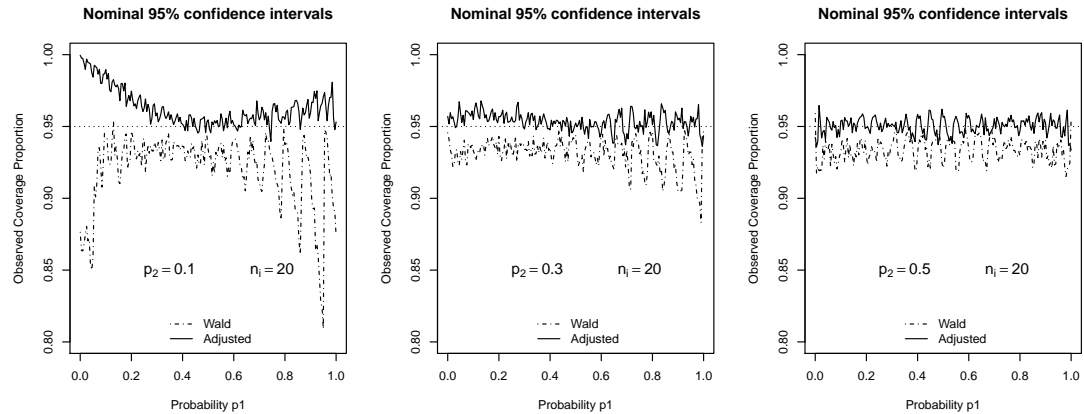 Nominal 95% confidence intervals
Observed Coverage Proportion
1.00
0.95
0.90
0.85
0.80
p2 = 0.1
ni = 20
Wald
Adjusted
0.0 0.2 0.4 0.6 0.8 1.0
Probability p1
Nominal 95% confidence intervals
Observed Coverage Proportion
1.00
0.95
0.90
0.85
0.80
p2 = 0.3
ni = 20
Wald
Adjusted
0.0 0.2 0.4 0.6 0.8 1.0
Probability p1
Nominal 95% confidence intervals
Observed Coverage Proportion
1.00
0.95
0.90
0.85
0.80
p2 = 0.5
ni = 20
Wald
Adjusted
0.0 0.2 0.4 0.6 0.8 1.0
Probability p1